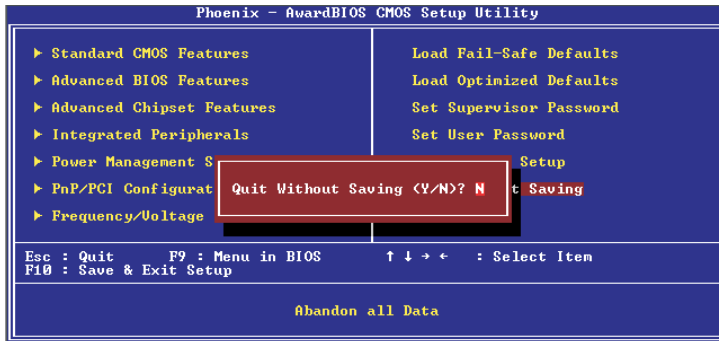 Phoenix - AwardBIOS CMOS Setup Utility
Standard CMOS Features
Advanced BIOS Features
Advanced Chipset Features
Integrated Peripherals
Power Management S
PnP/PCI Configurat
Frequency/Voltage
Load Fail-Safe Defaults
Load Optimized Defaults
Set Supervisor Password
Set User Password
Setup
t Saving
Quit Without Saving (Y/N)? N
Esc : Quit F9 : Menu in BIOS ↑ ↓ → ← : Select Item
F10 : Save & Exit Setup
Abandon all Data